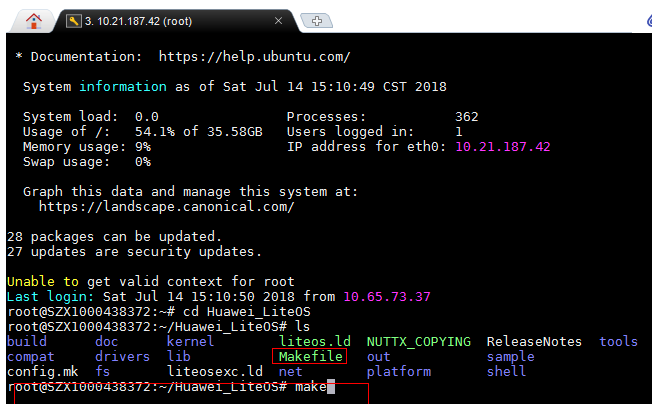 3. 10.21.187.42 (root)
* Documentation:  https://help.ubuntu.com/
System information as of Sat Jul 14 15:10:49 CST 2018
System load:  0.0                Processes:           362
Usage of /:   54.1% of 35.58GB   Users logged in:     1
Memory usage: 9%                 IP address for eth0: 10.21.187.42
Swap usage:   0%
Graph this data and manage this system at:
https://landscape.canonical.com/
28 packages can be updated.
27 updates are security updates.
Unable to get valid context for root
Last login: Sat Jul 14 15:10:50 2018 from 10.65.73.37
root@SZX1000438372:~# cd Huawei_LiteOS
root@SZX1000438372:~/Huawei_LiteOS# ls
build      doc      kernel         liteos.ld  NUTTX_COPYING  ReleaseNotes  tools
compat     drivers  lib            Makefile   out            sample
config.mk  fs       liteosexc.ld   net        platform       shell
root@SZX1000438372:~/Huawei_LiteOS# make